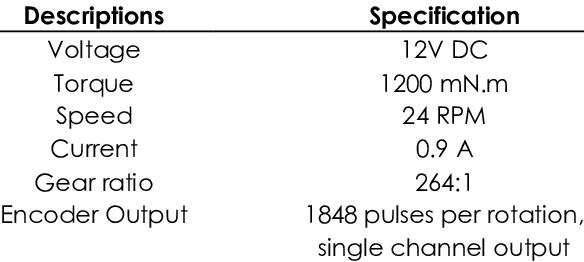 Descriptions Specification
Voltage 12V DC
Torque 1200 mN.m
Speed 24 RPM
Current 0.9 A
Gear ratio 264:1
Encoder Output 1848 pulses per rotation,
single channel output